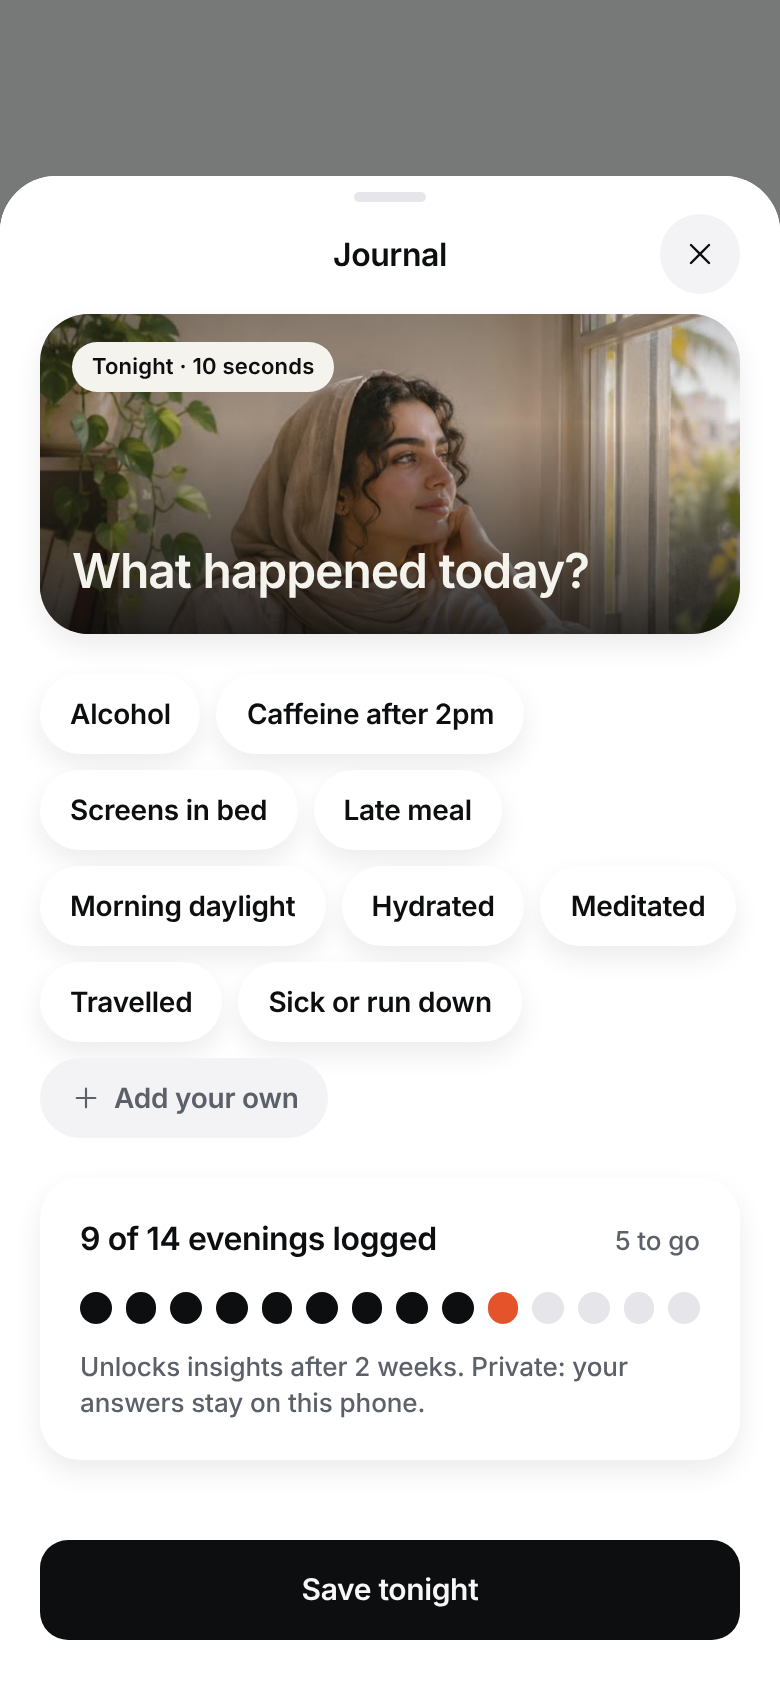 Journal
Tonight · 10 seconds
What happened today?
Alcohol
Caffeine after 2pm
Screens in bed
Late meal
Morning daylight
Hydrated
Meditated
Travelled
Sick or run down
Add your own
9 of 14 evenings logged
5 to go
Unlocks insights after 2 weeks. Private: your
answers stay on this phone.
Save tonight